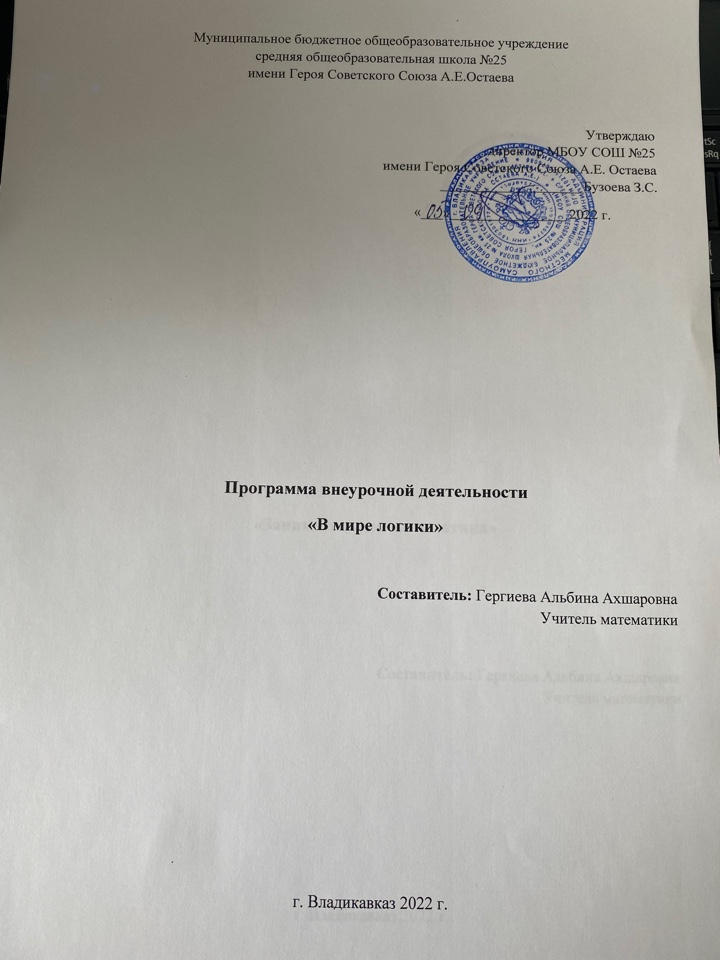 Муниципальное бюджетное общеобразовательное учреждение
средняя общеобразовательная школа №25
имени Героя Советского Союза А.Е.Остаева
Утверждаю
директор МБОУ СОШ №25
имени Героя Советского Союза А.Е. Остаева
Бузоева З.С.
2022 г.
Программа внеурочной деятельности
«В мире логики»
Составитель: Гергиева Альбина Ахшаровна
Учитель математики
г. Владикавказ 2022 г.